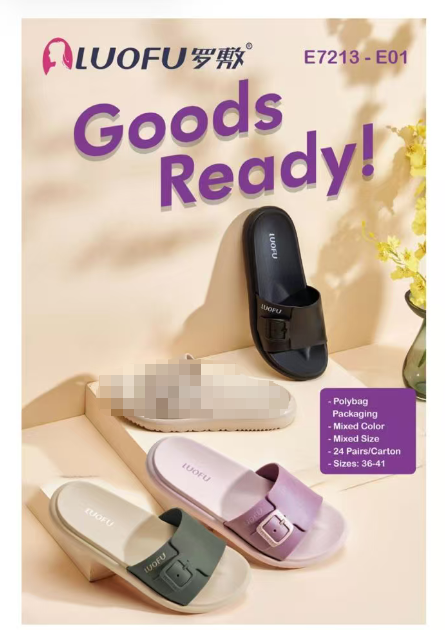 LUOFU罗敷®
E7213 - E01
Goods
Ready!
LUOFU
LUOFU
- Polybag
Packaging
- Mixed Color
- Mixed Size
- 24 Pairs/Carton
- Sizes: 36-41
LUOFU
LUOFU
LUOFU